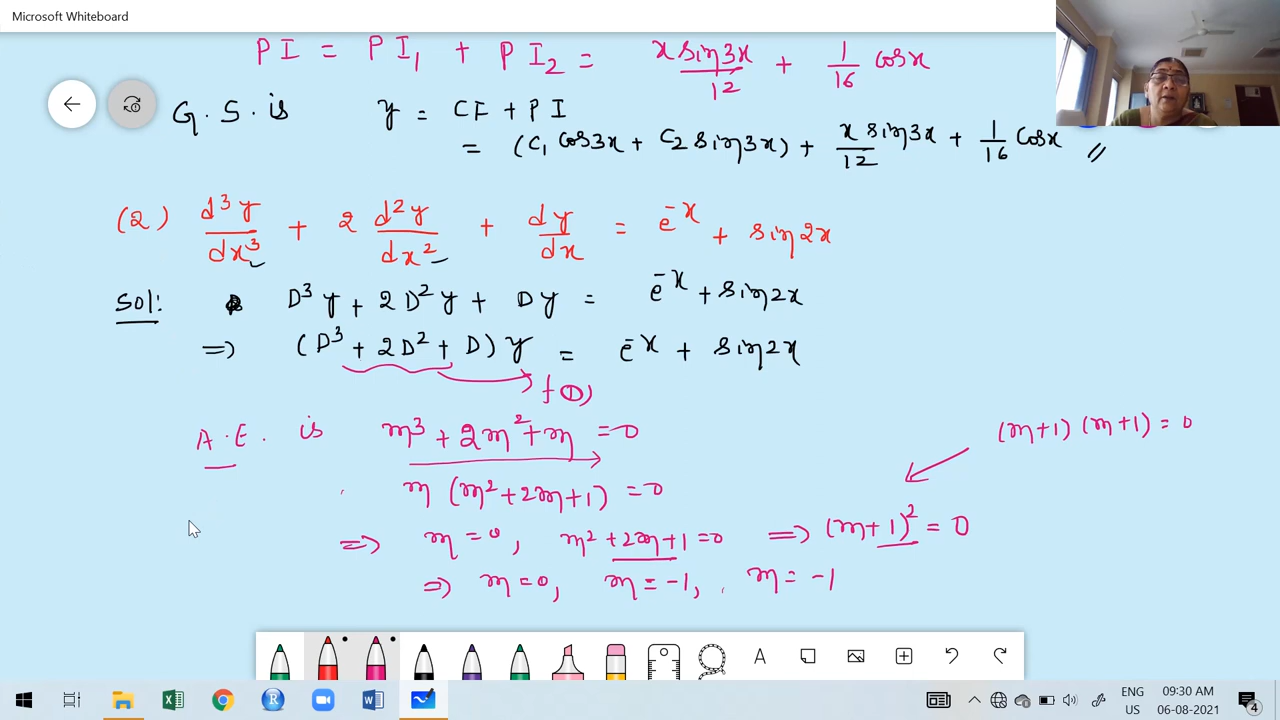 Microsoft Whiteboard
PI = PI₁ + PI₂ = x sin3x/12 + 1/16 cosx
G.S. is y = CF + PI
= (C₁ cos3x + C₂ sin3x) + x/12 sin3x + 1/16 cosx //
(2) d³y/dx³ + 2 d²y/dx² + dy/dx = e⁻ˣ + sin2x
Sol: D³y + 2D²y + Dy = e⁻ˣ + sin2x
⇒ (D³ + 2D² + D) y = e⁻ˣ + sin2x
f(D)
A.E. is m³ + 2m² + m = 0
(m+1) (m+1) = 0
m (m² + 2m + 1) = 0
⇒ m = 0, m² + 2m + 1 = 0 ⇒ (m+1)² = 0
⇒ m = 0, m = -1, m = -1
ENG
US
09:30 AM
06-08-2021
4